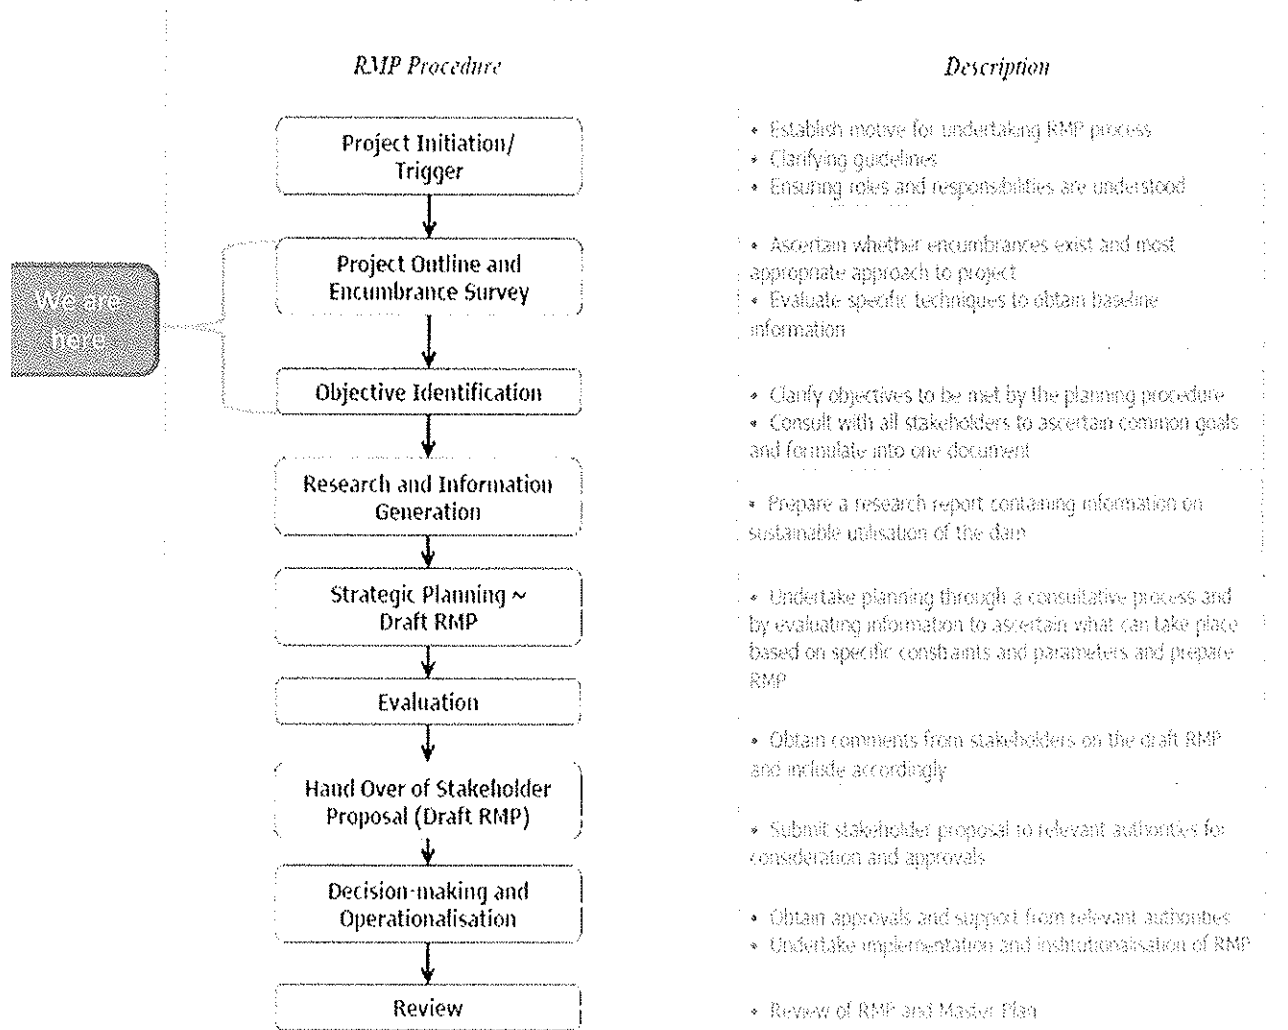 RMP Procedure
Description
Project Initiation/
Trigger
• Establish motive for undertaking RMP process
• Clarifying guidelines
• Ensuring roles and responsibilities are understood
We are
here
Project Outline and
Encumbrance Survey
• Ascertain whether encumbrances exist and most
appropriate approach to project
• Evaluate specific techniques to obtain baseline
information
Objective Identification
• Clarify objectives to be met by the planning procedure
• Consult with all stakeholders to ascertain common goals
and formulate into one document
Research and Information
Generation
• Prepare a research report containing information on
sustainable utilisation of the dam
Strategic Planning ~
Draft RMP
• Undertake planning through a consultative process and
by evaluating information to ascertain what can take place
based on specific constraints and parameters and prepare
RMP
Evaluation
• Obtain comments from stakeholders on the draft RMP
and include accordingly
Hand Over of Stakeholder
Proposal (Draft RMP)
• Submit stakeholder proposal to relevant authorities for
consideration and approvals
Decision-making and
Operationalisation
• Obtain approvals and support from relevant authorities
• Undertake implementation and institutionalisation of RMP
Review
• Review of RMP and Master Plan